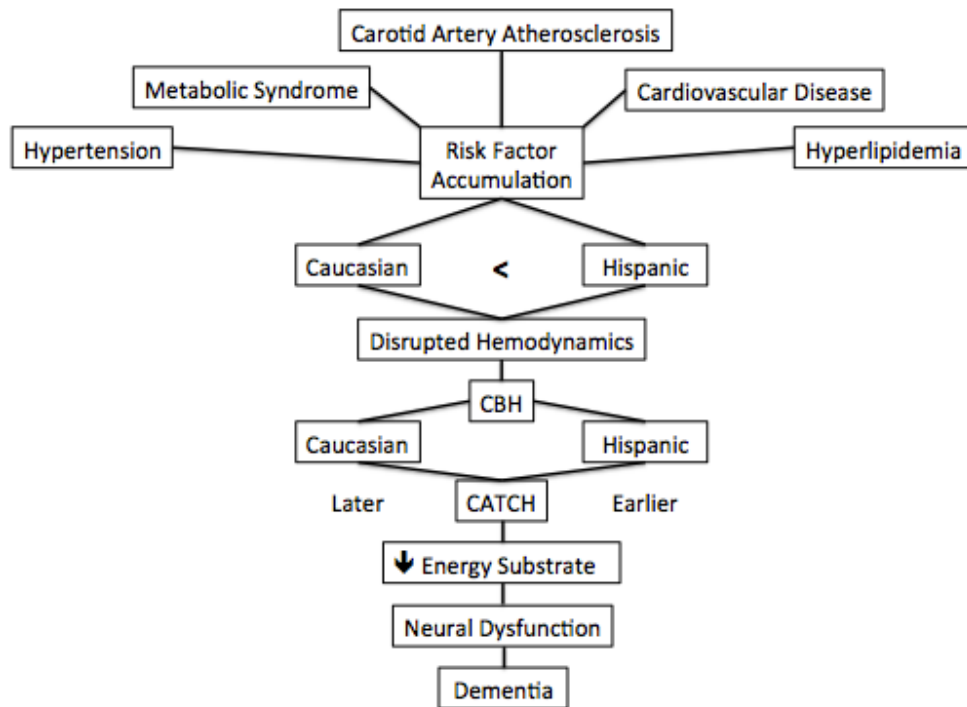 Carotid Artery Atherosclerosis
Metabolic Syndrome
Cardiovascular Disease
Hypertension
Risk Factor
Accumulation
Hyperlipidemia
Caucasian
<
Hispanic
Disrupted Hemodynamics
CBH
Caucasian
Hispanic
Later
CATCH
Earlier
🡫 Energy Substrate
Neural Dysfunction
Dementia